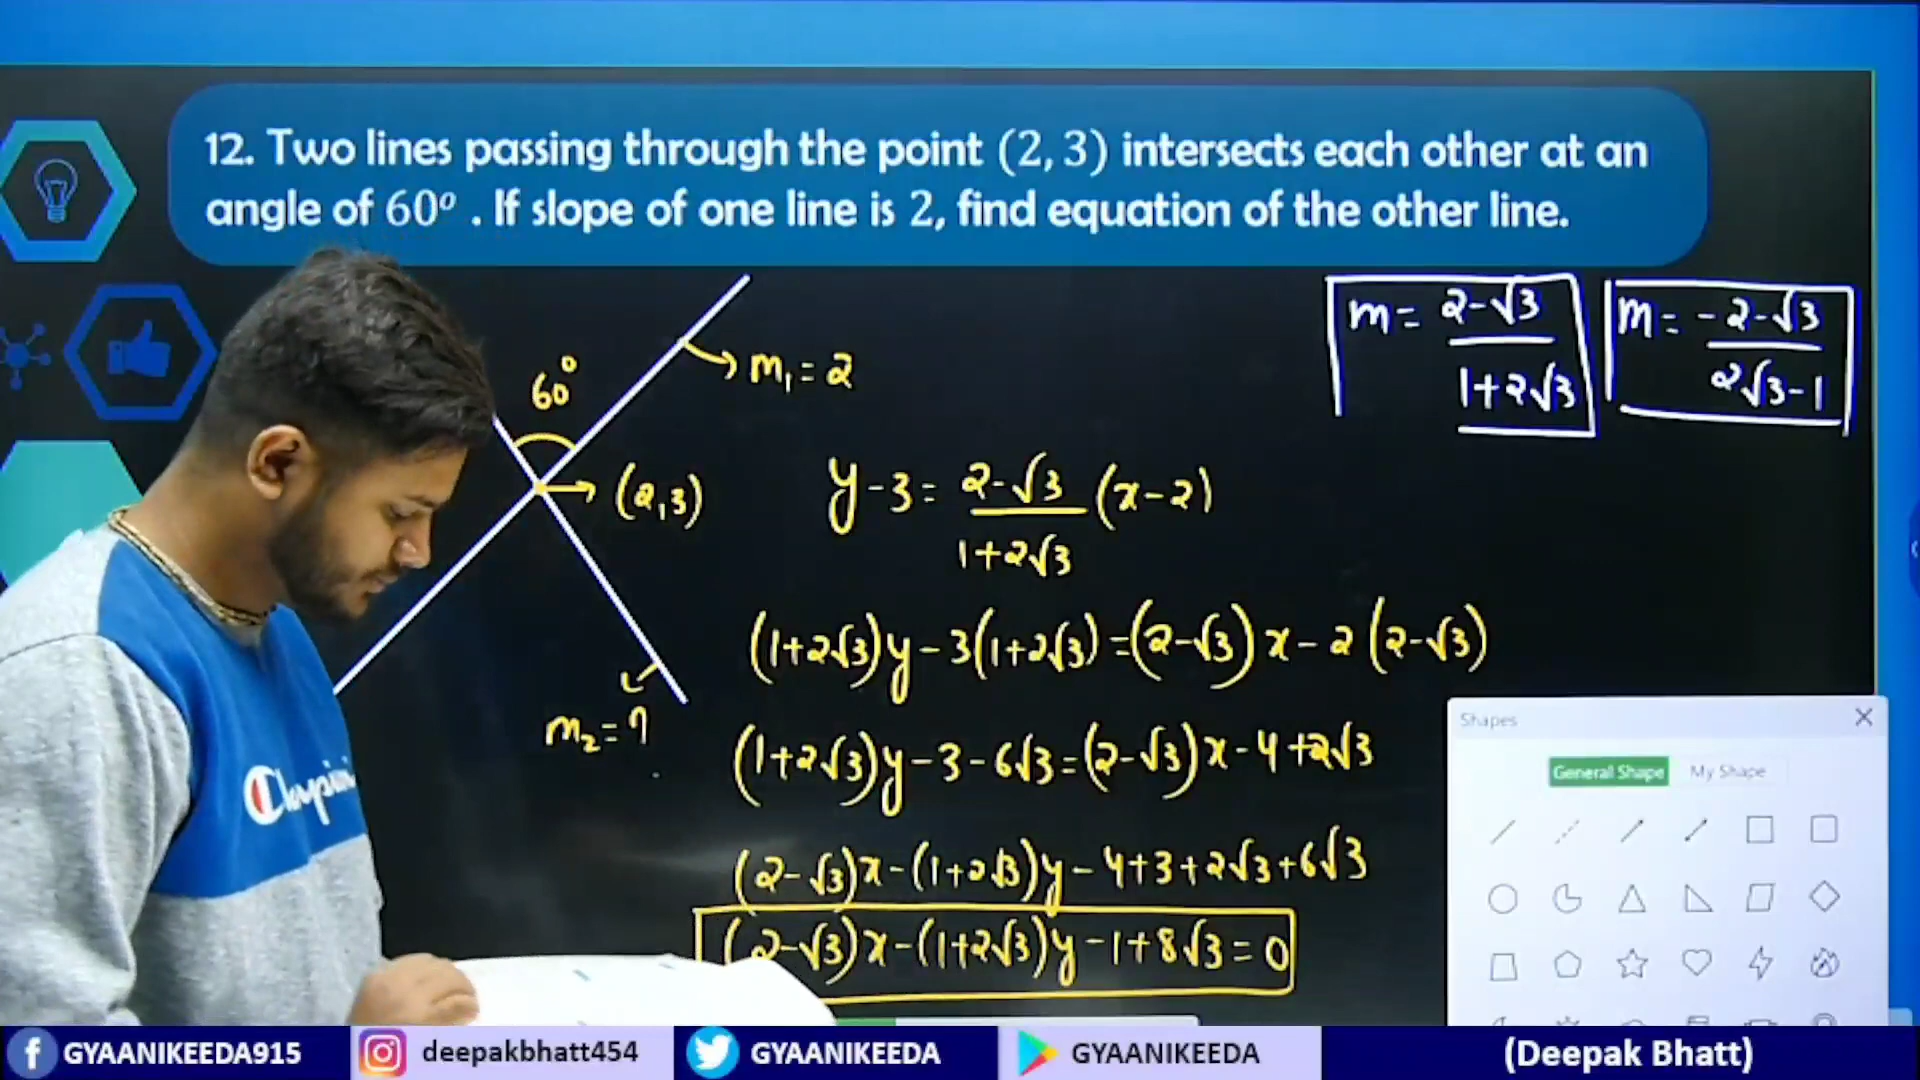 12. Two lines passing through the point (2, 3) intersects each other at an
angle of 60° . If slope of one line is 2, find equation of the other line.
m = 2-√3 / 1+2√3
m = -2-√3 / 2√3-1
60°
m₁ = 2
(2,3)
y-3 = 2-√3 / 1+2√3 (x-2)
(1+2√3)y - 3(1+2√3) = (2-√3)x - 2(2-√3)
m₂ = ?
(1+2√3)y - 3 - 6√3 = (2-√3)x - 4 + 2√3
(2-√3)x - (1+2√3)y - 4 + 3 + 2√3 + 6√3
(2-√3)x - (1+2√3)y - 1 + 8√3 = 0
Champion
Shapes
General Shape My Shape
GYAANIKEEDA915 deepakbhatt454 GYAANIKEEDA GYAANIKEEDA (Deepak Bhatt)